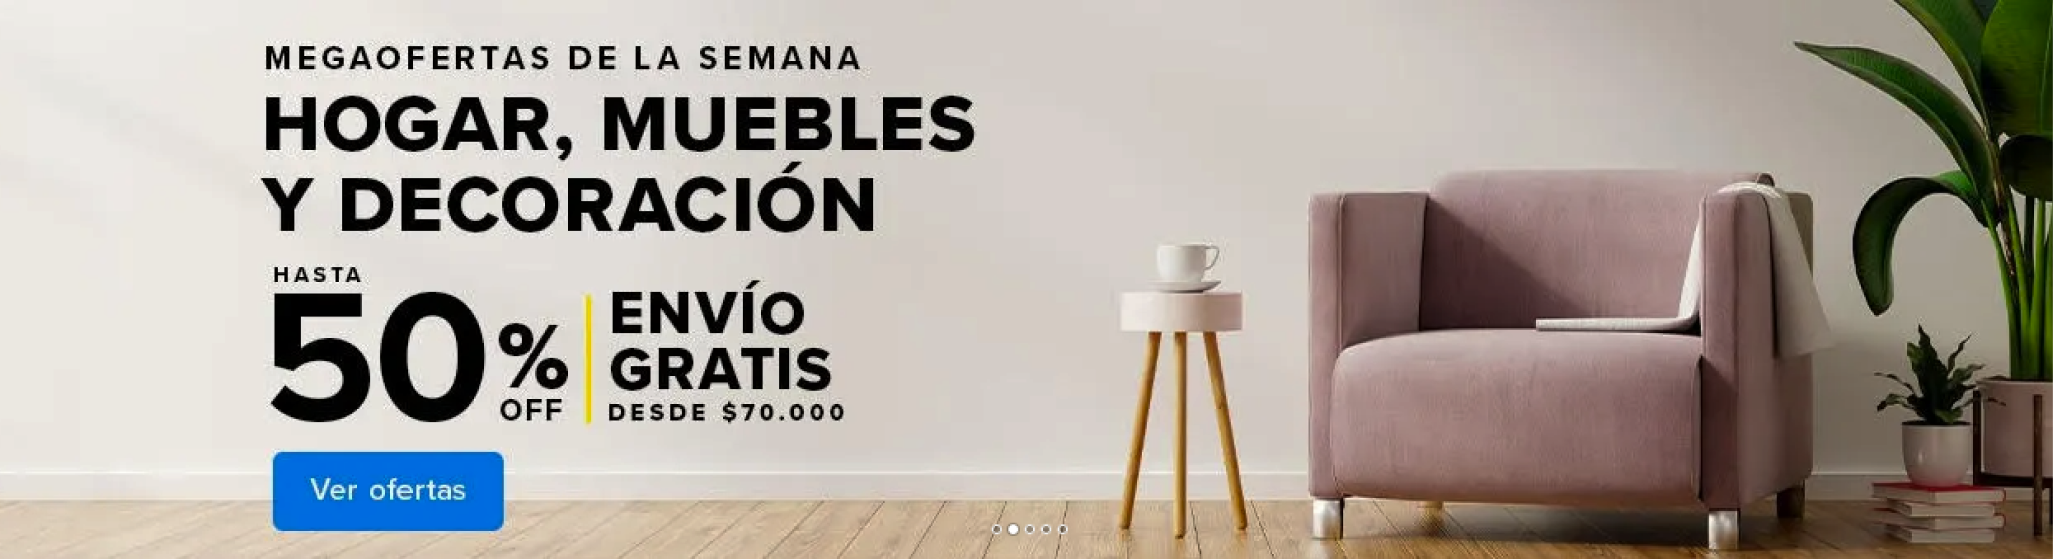 MEGAOFERTAS DE LA SEMANA
HOGAR, MUEBLES
Y DECORACIÓN
HASTA
50% OFF
ENVÍO
GRATIS
DESDE $70.000
Ver ofertas